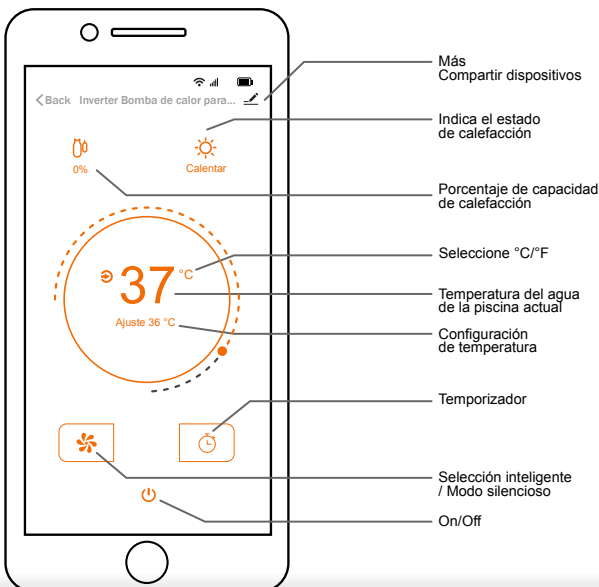 Back Inverter Bomba de calor para...
0%
Calentar
37 °C
Ajuste 36 °C
Más
Compartir dispositivos
Indica el estado
de calefacción
Porcentaje de capacidad
de calefacción
Seleccione °C/°F
Temperatura del agua
de la piscina actual
Configuración
de temperatura
Temporizador
Selección inteligente
/ Modo silencioso
On/Off